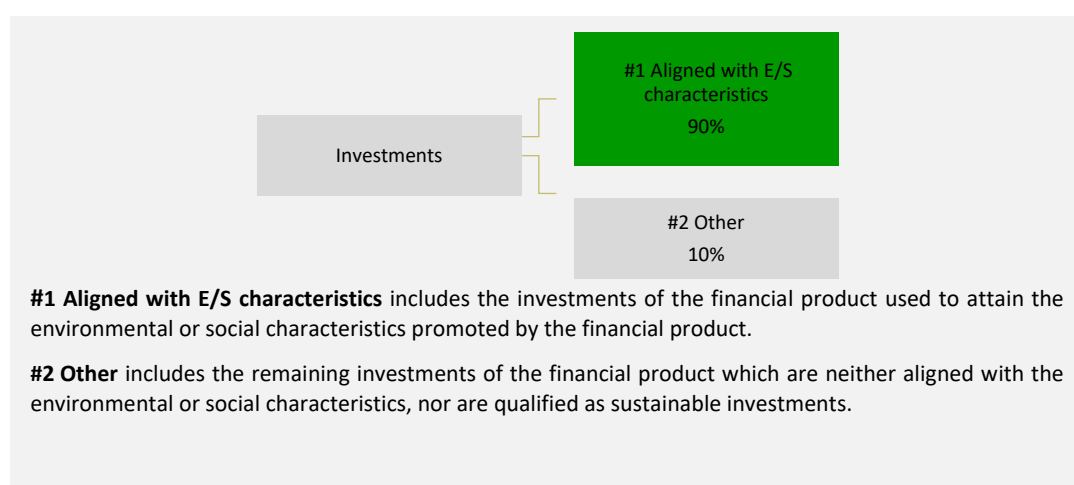 #1 Aligned with E/S
characteristics
90%
Investments
#2 Other
10%
#1 Aligned with E/S characteristics includes the investments of the financial product used to attain the
environmental or social characteristics promoted by the financial product.
#2 Other includes the remaining investments of the financial product which are neither aligned with the
environmental or social characteristics, nor are qualified as sustainable investments.